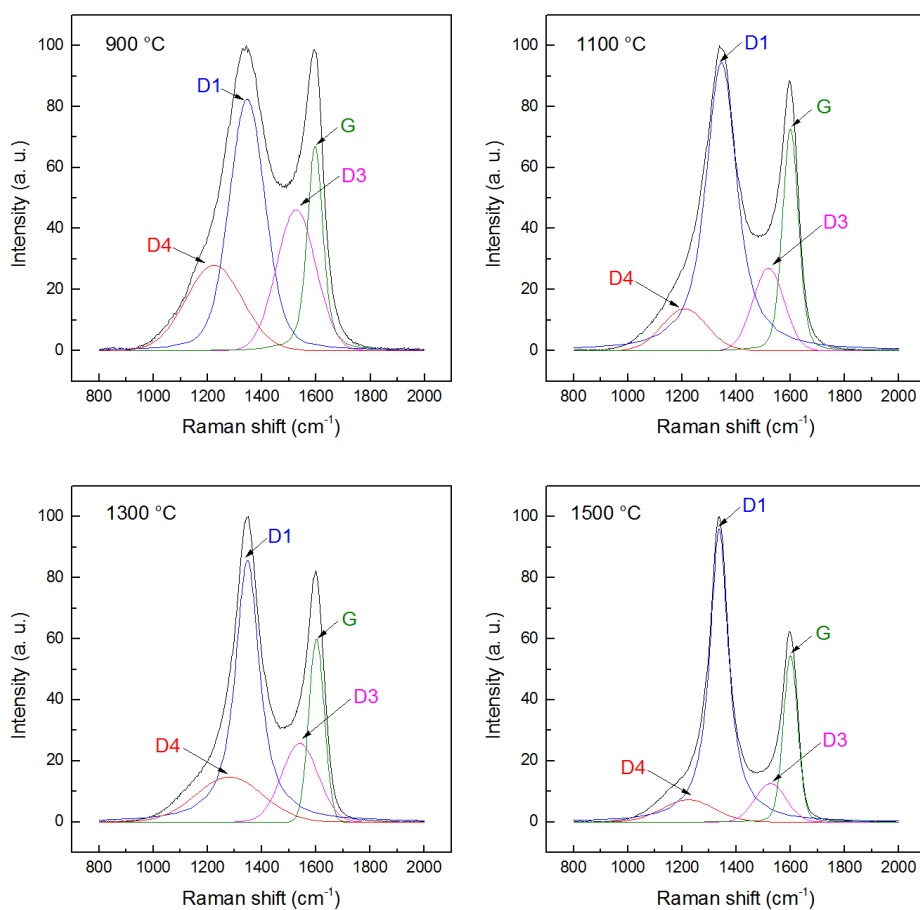 900 °C
D1
G
D3
D4
100
80
60
40
20
0
Intensity (a. u.)
800 1000 1200 1400 1600 1800 2000
Raman shift (cm⁻¹)
1100 °C
D1
G
D3
D4
100
80
60
40
20
0
Intensity (a. u.)
800 1000 1200 1400 1600 1800 2000
Raman shift (cm⁻¹)
1300 °C
D1
G
D3
D4
100
80
60
40
20
0
Intensity (a. u.)
800 1000 1200 1400 1600 1800 2000
Raman shift (cm⁻¹)
1500 °C
D1
G
D3
D4
100
80
60
40
20
0
Intensity (a. u.)
800 1000 1200 1400 1600 1800 2000
Raman shift (cm⁻¹)